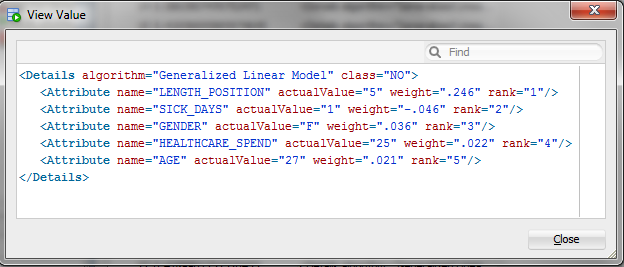 View Value
Find
<Details algorithm="Generalized Linear Model" class="NO">
<Attribute name="LENGTH_POSITION" actualValue="5" weight=".246" rank="1"/>
<Attribute name="SICK_DAYS" actualValue="1" weight="-.046" rank="2"/>
<Attribute name="GENDER" actualValue="F" weight=".036" rank="3"/>
<Attribute name="HEALTHCARE_SPEND" actualValue="25" weight=".022" rank="4"/>
<Attribute name="AGE" actualValue="27" weight=".021" rank="5"/>
</Details>
Close